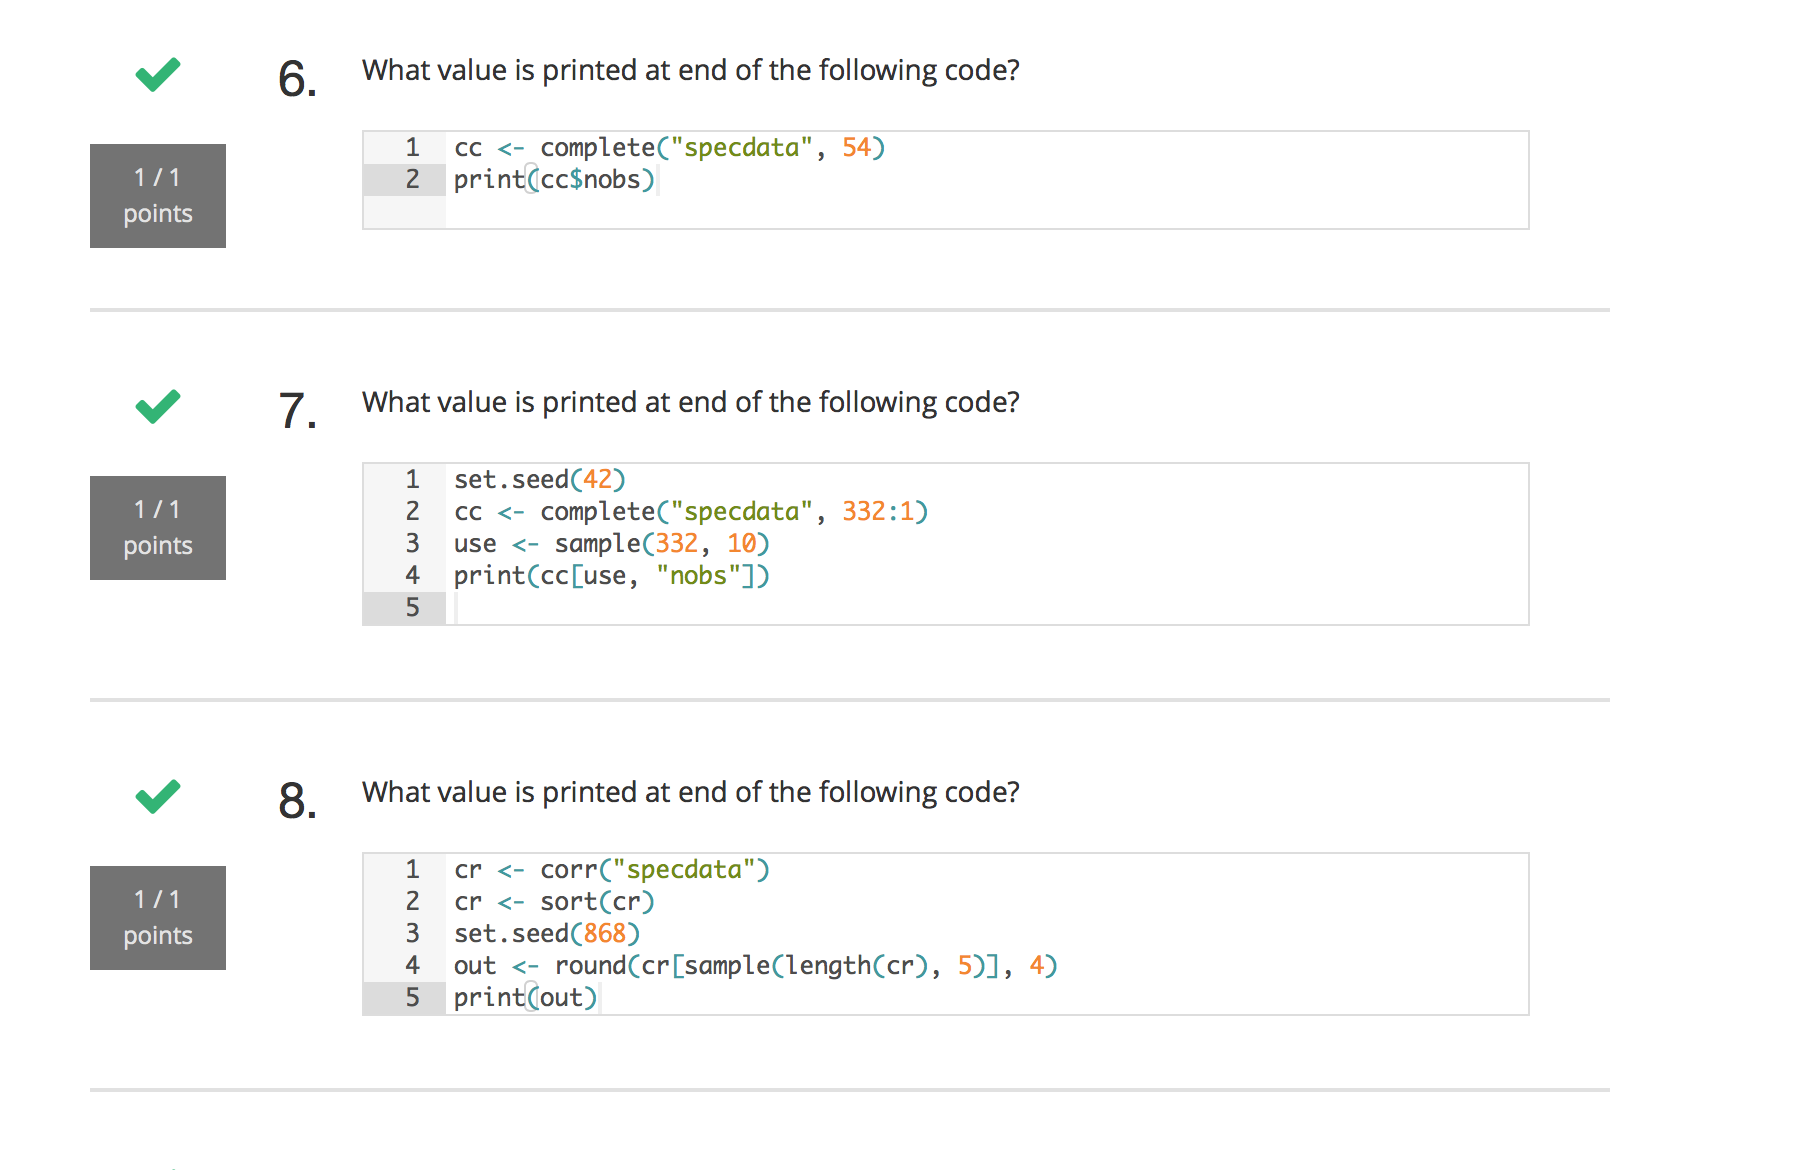 6. What value is printed at end of the following code?
1 / 1
points
1 cc <- complete("specdata", 54)
2 print(cc$nobs)
7. What value is printed at end of the following code?
1 / 1
points
1 set.seed(42)
2 cc <- complete("specdata", 332:1)
3 use <- sample(332, 10)
4 print(cc[use, "nobs"])
5
8. What value is printed at end of the following code?
1 / 1
points
1 cr <- corr("specdata")
2 cr <- sort(cr)
3 set.seed(868)
4 out <- round(cr[sample(length(cr), 5)], 4)
5 print(out)